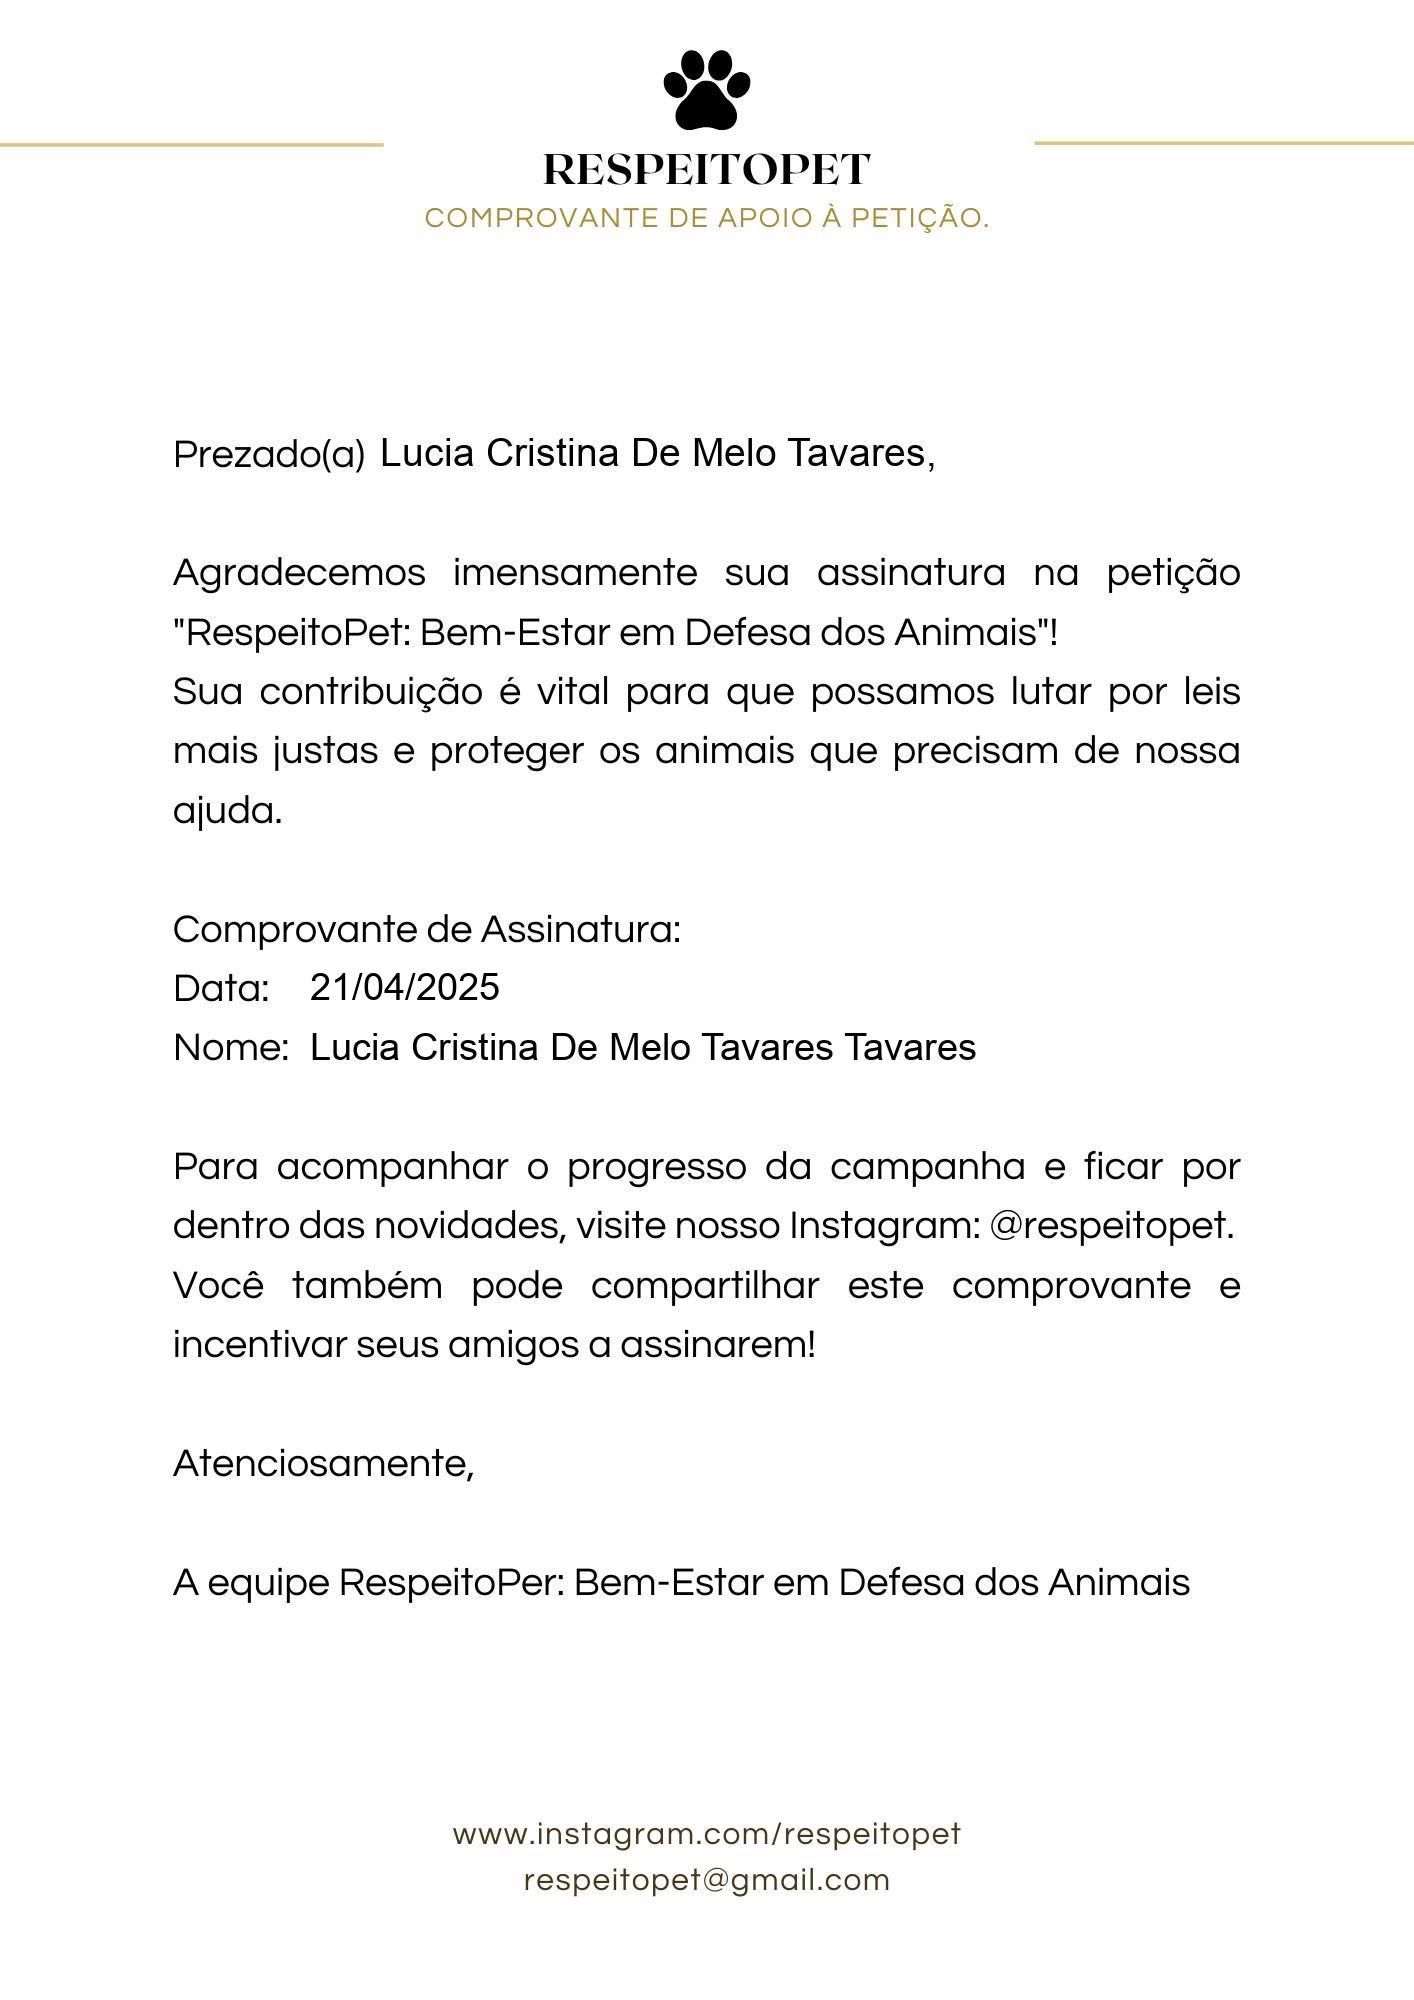 RESPEITOPET
COMPROVANTE DE APOIO À PETIÇÃO.
Prezado(a) Lucia Cristina De Melo Tavares,
Agradecemos imensamente sua assinatura na petição
"RespeitoPet: Bem-Estar em Defesa dos Animais"!
Sua contribuição é vital para que possamos lutar por leis
mais justas e proteger os animais que precisam de nossa
ajuda.
Comprovante de Assinatura:
Data: 21/04/2025
Nome: Lucia Cristina De Melo Tavares Tavares
Para acompanhar o progresso da campanha e ficar por
dentro das novidades, visite nosso Instagram: @respeitopet.
Você também pode compartilhar este comprovante e
incentivar seus amigos a assinarem!
Atenciosamente,
A equipe RespeitoPer: Bem-Estar em Defesa dos Animais
www.instagram.com/respeitopet
respeitopet@gmail.com